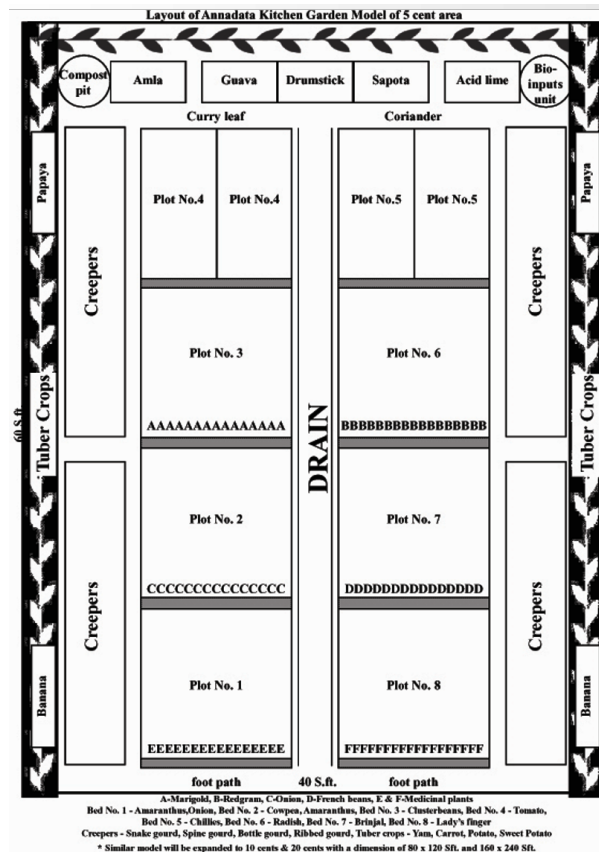 Layout of Annadata Kitchen Garden Model of 5 cent area
Compost pit
Amla
Guava
Drumstick
Sapota
Acid lime
Bio-inputs unit
Curry leaf
Coriander
Papaya
Creepers
Plot No.4
Plot No.4
Plot No.5
Plot No.5
Creepers
Papaya
Plot No. 3
Plot No. 6
AAAAAAAAAAAAAAA
BBBBBBBBBBBBBBBBBB
60 S.ft.
Tuber Crops
DRAIN
Tuber Crops
Plot No. 2
Plot No. 7
CCCCCCCCCCCCCCCC
DDDDDDDDDDDDDDDD
Creepers
Creepers
Banana
Plot No. 1
Plot No. 8
Banana
EEEEEEEEEEEEEEEEE
FFFFFFFFFFFFFFFFFF
foot path
40 S.ft.
foot path
A-Marigold, B-Redgram, C-Onion, D-French beans, E & F-Medicinal plants
Bed No. 1 - Amaranthus,Onion, Bed No. 2 - Cowpea, Amaranthus, Bed No. 3 - Clusterbeans, Bed No. 4 - Tomato,
Bed No. 5 - Chillies, Bed No. 6 - Radish, Bed No. 7 - Brinjal, Bed No. 8 - Lady's finger
Creepers - Snake gourd, Spine gourd, Bottle gourd, Ribbed gourd, Tuber crops - Yam, Carrot, Potato, Sweet Potato
* Similar model will be expanded to 10 cents & 20 cents with a dimension of 80 x 120 Sft. and 160 x 240 Sft.